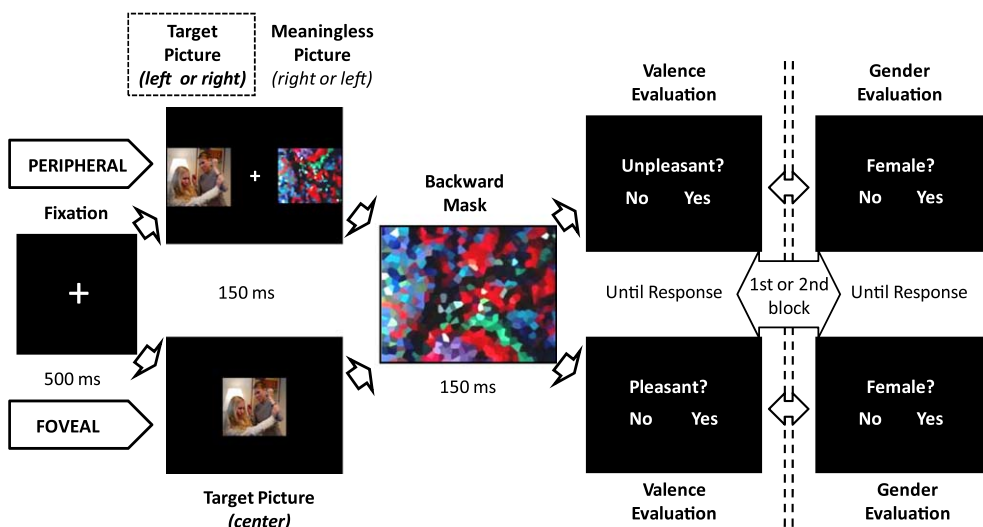 Target
Picture
(left or right)
Meaningless
Picture
(right or left)
PERIPHERAL
Fixation
+
+
500 ms
FOVEAL
150 ms
Target Picture
(center)
Backward
Mask
150 ms
Valence
Evaluation
Unpleasant?
No Yes
Until Response
Pleasant?
No Yes
Valence
Evaluation
1st or 2nd
block
Gender
Evaluation
Female?
No Yes
Until Response
Female?
No Yes
Gender
Evaluation